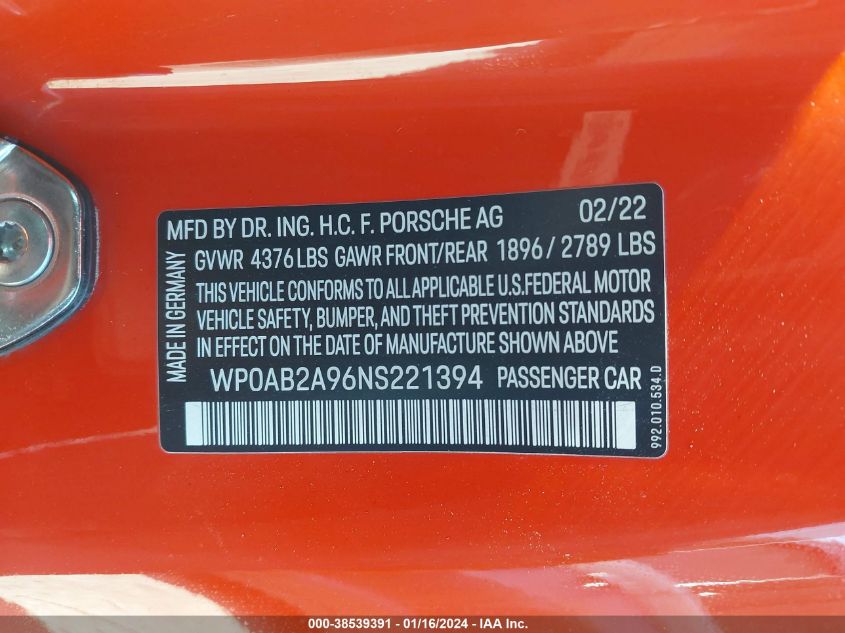 MFD BY DR. ING. H.C. F. PORSCHE AG 02/22
GVWR 4376 LBS GAWR FRONT/REAR 1896 / 2789 LBS
THIS VEHICLE CONFORMS TO ALL APPLICABLE U.S. FEDERAL MOTOR
VEHICLE SAFETY, BUMPER, AND THEFT PREVENTION STANDARDS
IN EFFECT ON THE DATE OF MANUFACTURE SHOWN ABOVE
WP0AB2A96NS221394 PASSENGER CAR
MADE IN GERMANY
992.010.534.0
000-38539391 - 01/16/2024 - IAA Inc.